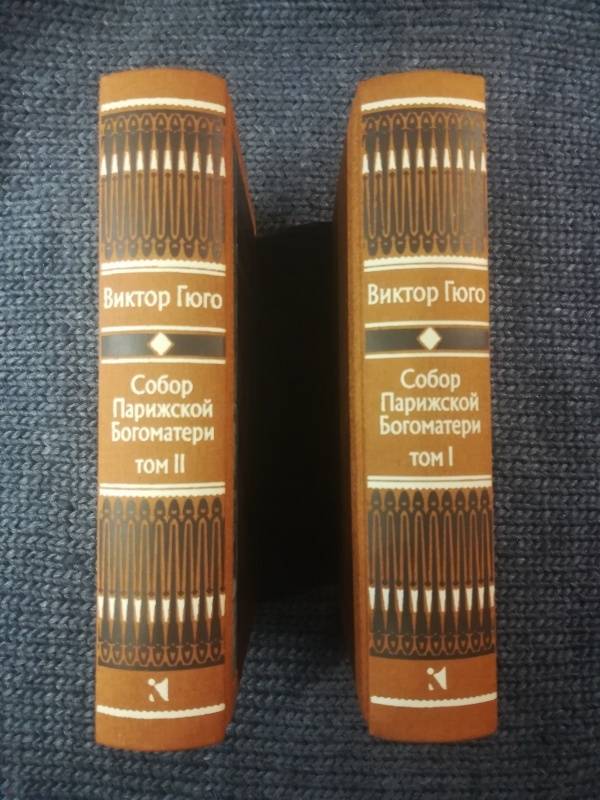 Виктор Гюго
Собор
Парижской
Богоматери
том II
Виктор Гюго
Собор
Парижской
Богоматери
том I